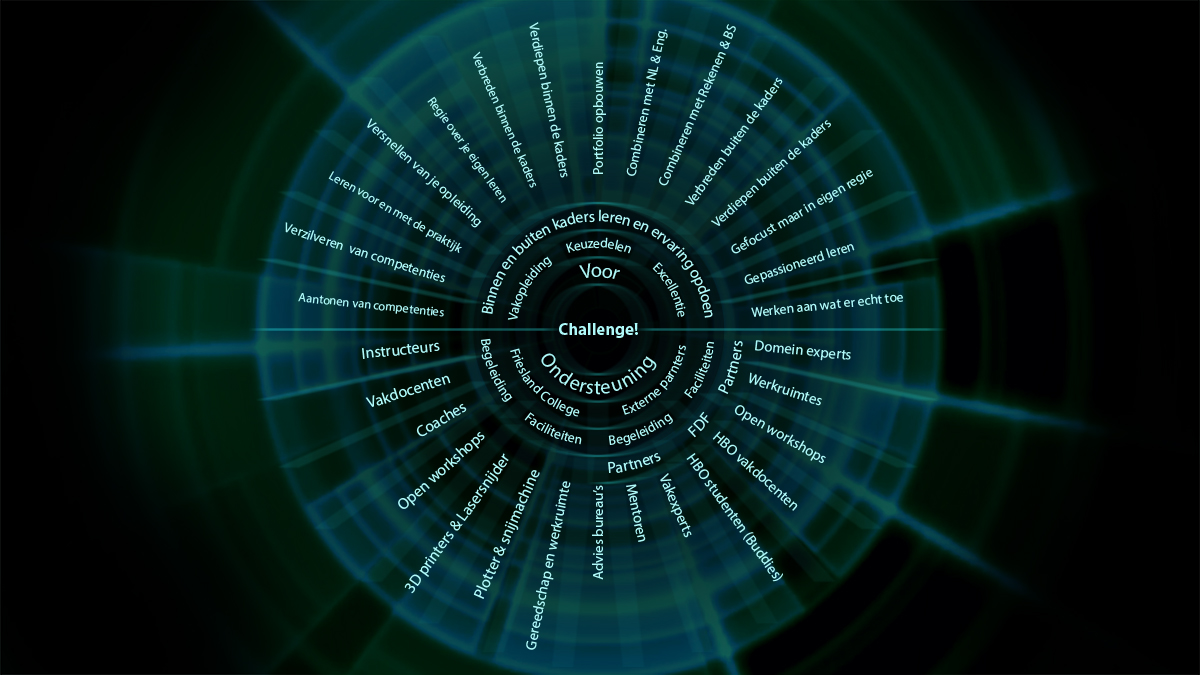 Challenge!
Voor
Vakopleiding
Keuzedelen
Excellentie
Binnen en buiten kaders leren en ervaring opdoen
Aantonen van competenties
Verzilveren van competenties
Leren voor en met de praktijk
Versnellen van je opleiding
Regie over je eigen leren
Verbreden binnen de kaders
Verdiepen binnen de kaders
Portfolio opbouwen
Combineren met NL & Eng.
Combineren met Rekenen & BS
Verbreden buiten de kaders
Verdiepen buiten de kaders
Gefocust maar in eigen regie
Gepassioneerd leren
Werken aan wat er echt toe
Ondersteuning
Friesland College
Externe parnters
Begeleiding
Faciliteiten
Begeleiding
Faciliteiten
Partners
FDF
Partners
Instructeurs
Vakdocenten
Coaches
Open workshops
3D printers & Lasersnijder
Plotter & snijmachine
Gereedschap en werkruimte
Advies bureau's
Mentoren
Vakexperts
HBO studenten (Buddies)
HBO vakdocenten
Open workshops
Werkruimtes
Domein experts